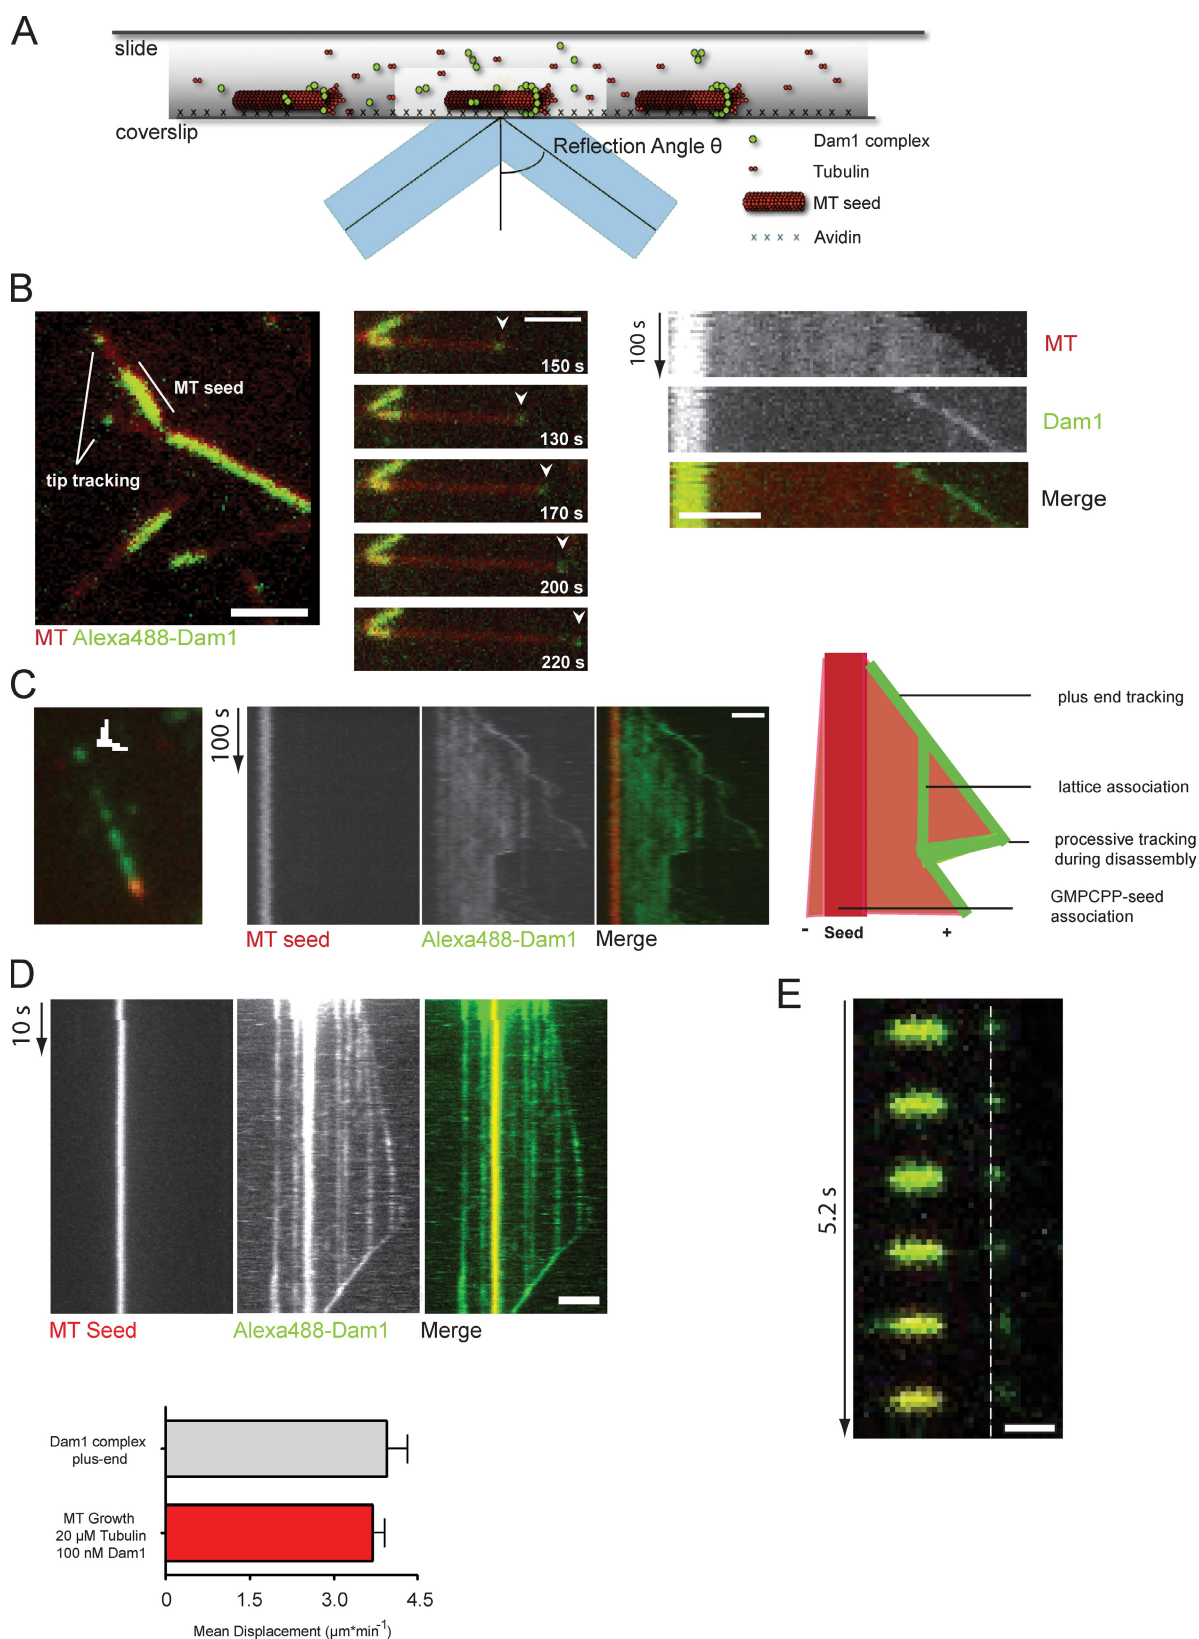 A
slide
coverslip
Reflection Angle θ
Dam1 complex
Tubulin
MT seed
x x x x Avidin
B
MT seed
tip tracking
MT Alexa488-Dam1
150 s
130 s
170 s
200 s
220 s
100 s
MT
Dam1
Merge
C
100 s
MT seed
Alexa488-Dam1
Merge
plus end tracking
lattice association
processive tracking
during disassembly
GMPCPP-seed
association
- Seed +
D
10 s
MT Seed
Alexa488-Dam1
Merge
E
5.2 s
Dam1 complex
plus-end
MT Growth
20 µM Tubulin
100 nM Dam1
0 1.5 3.0 4.5
Mean Displacement (µm*min-1)